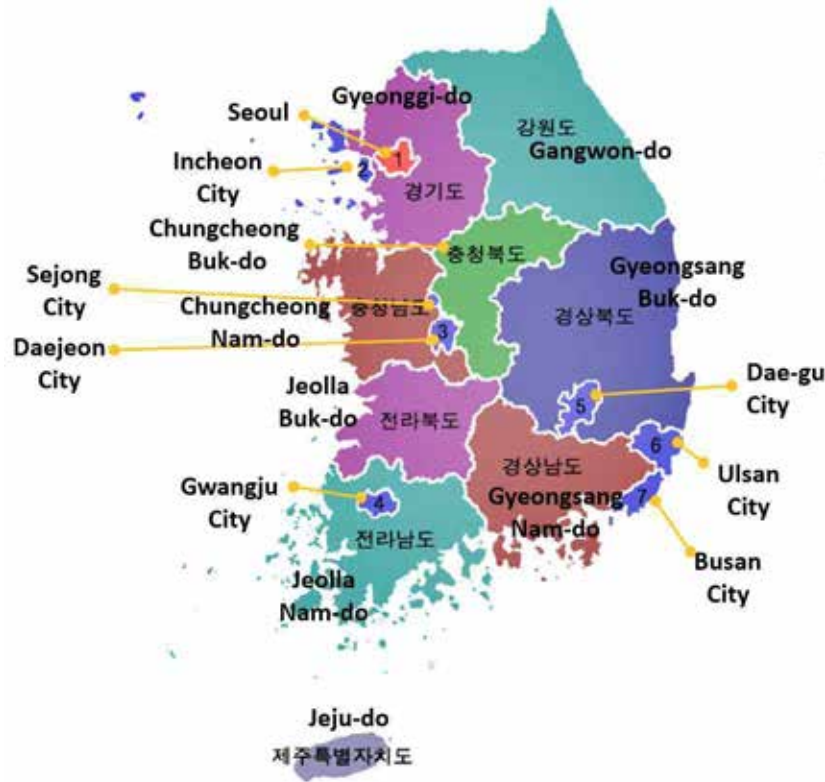 Gyeonggi-do
Seoul
강원도
Gangwon-do
1
Incheon
City
2
경기도
Chungcheong
Buk-do
충청북도
Gyeongsang
Buk-do
Sejong
City
Chungcheong
Nam-do
충청남도
경상북도
3
Daejeon
City
Jeolla
Buk-do
전라북도
Dae-gu
City
5
6
경상남도
Ulsan
City
Gwangju
City
4
Gyeongsang
Nam-do
7
전라남도
Busan
City
Jeolla
Nam-do
Jeju-do
제주특별자치도